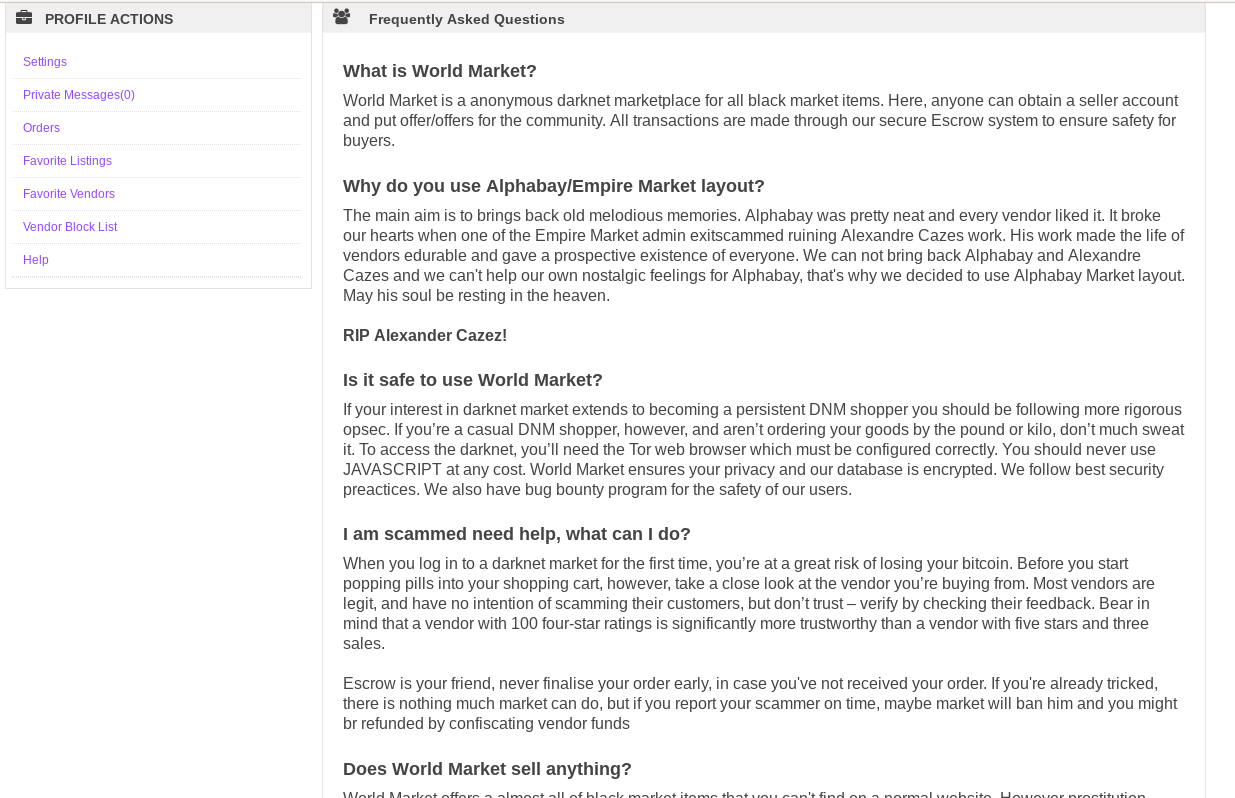 PROFILE ACTIONS
Settings
Private Messages(0)
Orders
Favorite Listings
Favorite Vendors
Vendor Block List
Help
Frequently Asked Questions
What is World Market?
World Market is a anonymous darknet marketplace for all black market items. Here, anyone can obtain a seller account
and put offer/offers for the community. All transactions are made through our secure Escrow system to ensure safety for
buyers.
Why do you use Alphabay/Empire Market layout?
The main aim is to brings back old melodious memories. Alphabay was pretty neat and every vendor liked it. It broke
our hearts when one of the Empire Market admin exitscammed ruining Alexandre Cazes work. His work made the life of
vendors edurable and gave a prospective existence of everyone. We can not bring back Alphabay and Alexandre
Cazes and we can't help our own nostalgic feelings for Alphabay, that's why we decided to use Alphabay Market layout.
May his soul be resting in the heaven.
RIP Alexander Cazez!
Is it safe to use World Market?
If your interest in darknet market extends to becoming a persistent DNM shopper you should be following more rigorous
opsec. If you’re a casual DNM shopper, however, and aren’t ordering your goods by the pound or kilo, don’t much sweat
it. To access the darknet, you’ll need the Tor web browser which must be configured correctly. You should never use
JAVASCRIPT at any cost. World Market ensures your privacy and our database is encrypted. We follow best security
preactices. We also have bug bounty program for the safety of our users.
I am scammed need help, what can I do?
When you log in to a darknet market for the first time, you’re at a great risk of losing your bitcoin. Before you start
popping pills into your shopping cart, however, take a close look at the vendor you’re buying from. Most vendors are
legit, and have no intention of scamming their customers, but don’t trust – verify by checking their feedback. Bear in
mind that a vendor with 100 four-star ratings is significantly more trustworthy than a vendor with five stars and three
sales.
Escrow is your friend, never finalise your order early, in case you've not received your order. If you're already tricked,
there is nothing much market can do, but if you report your scammer on time, maybe market will ban him and you might
br refunded by confiscating vendor funds
Does World Market sell anything?
World Market offers a almost all of black market items that you can't find on a normal website. However prostitution,